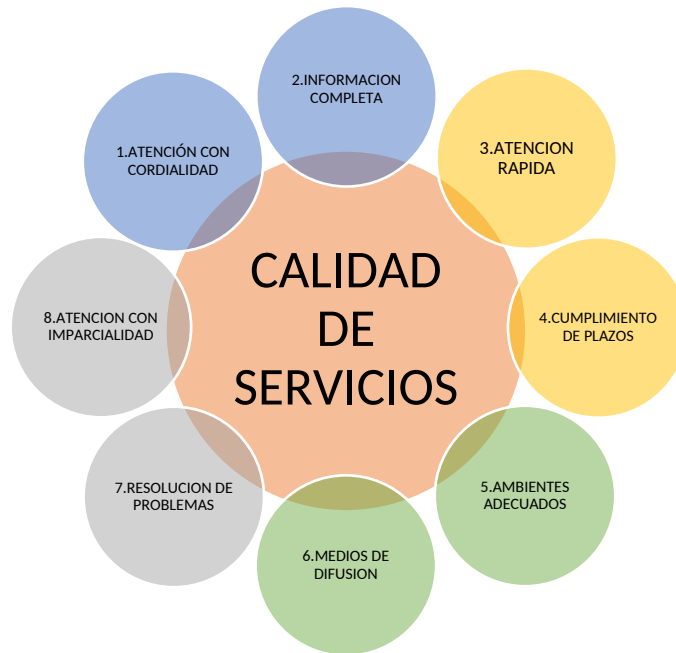 1.ATENCIÓN CON
CORDIALIDAD
2.INFORMACION
COMPLETA
3.ATENCION
RAPIDA
4.CUMPLIMIENTO
DE PLAZOS
5.AMBIENTES
ADECUADOS
6.MEDIOS DE
DIFUSION
7.RESOLUCION DE
PROBLEMAS
8.ATENCION CON
IMPARCIALIDAD
CALIDAD
DE
SERVICIOS